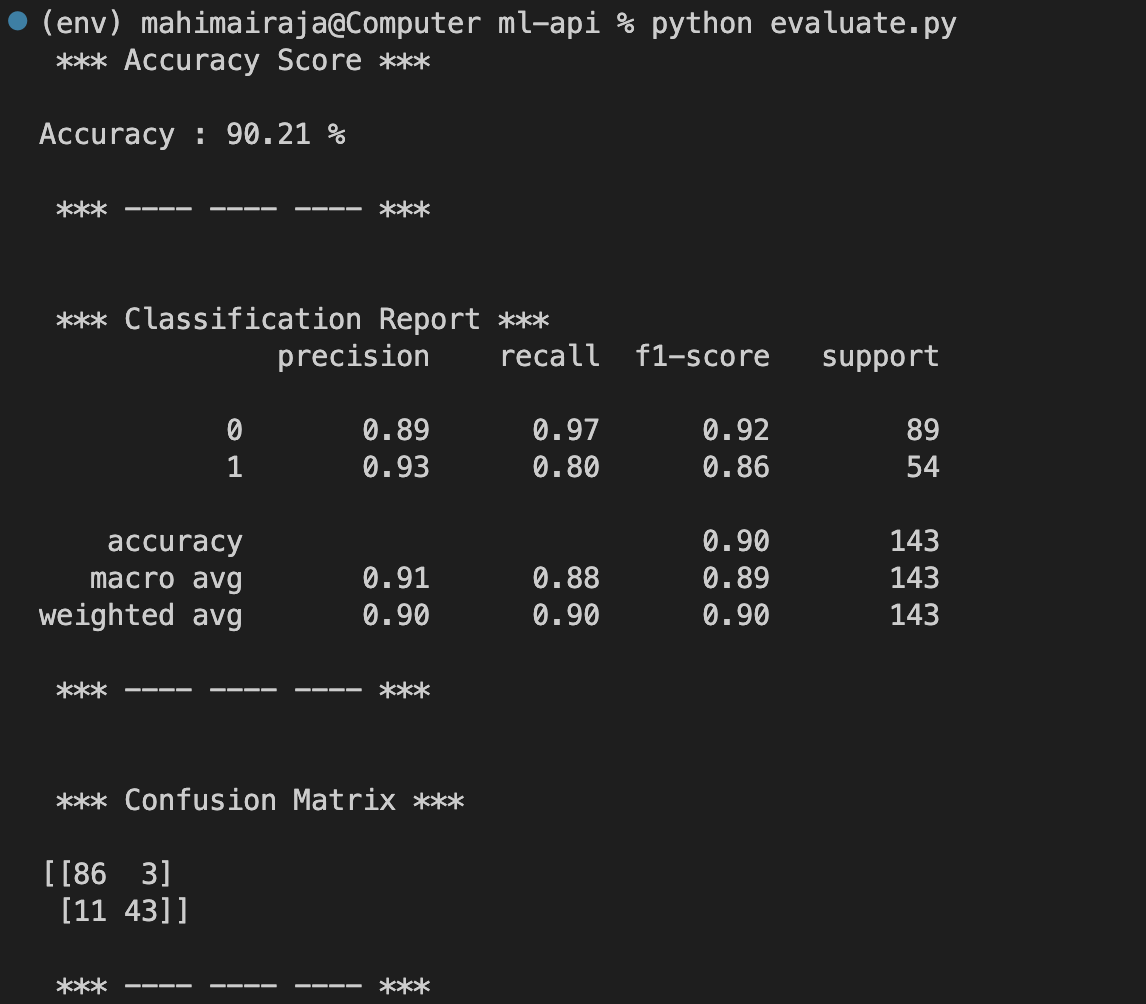 (env) mahimairaja@Computer ml-api % python evaluate.py
*** Accuracy Score ***
Accuracy : 90.21 %
*** ---- ---- ---- ***
*** Classification Report ***
precision    recall  f1-score   support
0       0.89      0.97      0.92        89
1       0.93      0.80      0.86        54
accuracy                           0.90       143
macro avg       0.91      0.88      0.89       143
weighted avg       0.90      0.90      0.90       143
*** ---- ---- ---- ***
*** Confusion Matrix ***
[[86  3]
[11 43]]
*** ---- ---- ---- ***